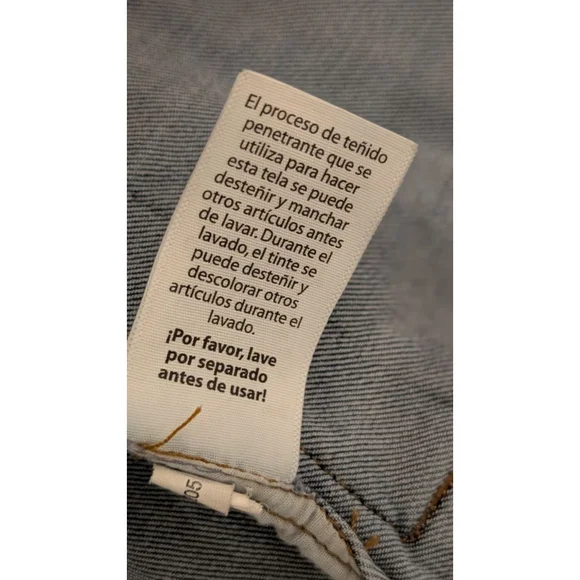 El proceso de teñido
penetrante que se
utiliza para hacer
esta tela se puede
desteñir y manchar
otros artículos antes
de lavar. Durante el
lavado, el tinte se
puede desteñir y
descolorar otros
artículos durante el
lavado.
¡Por favor, lave
por separado
antes de usar!
05